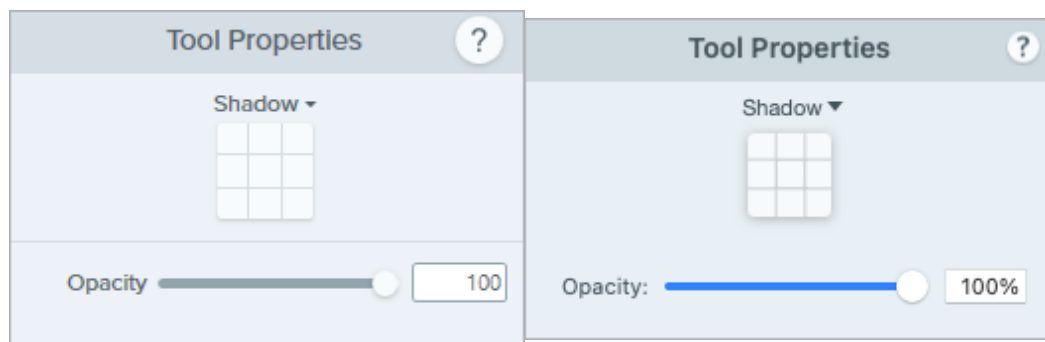 Tool Properties ?
Shadow
Opacity 100
Tool Properties ?
Shadow
Opacity: 100%